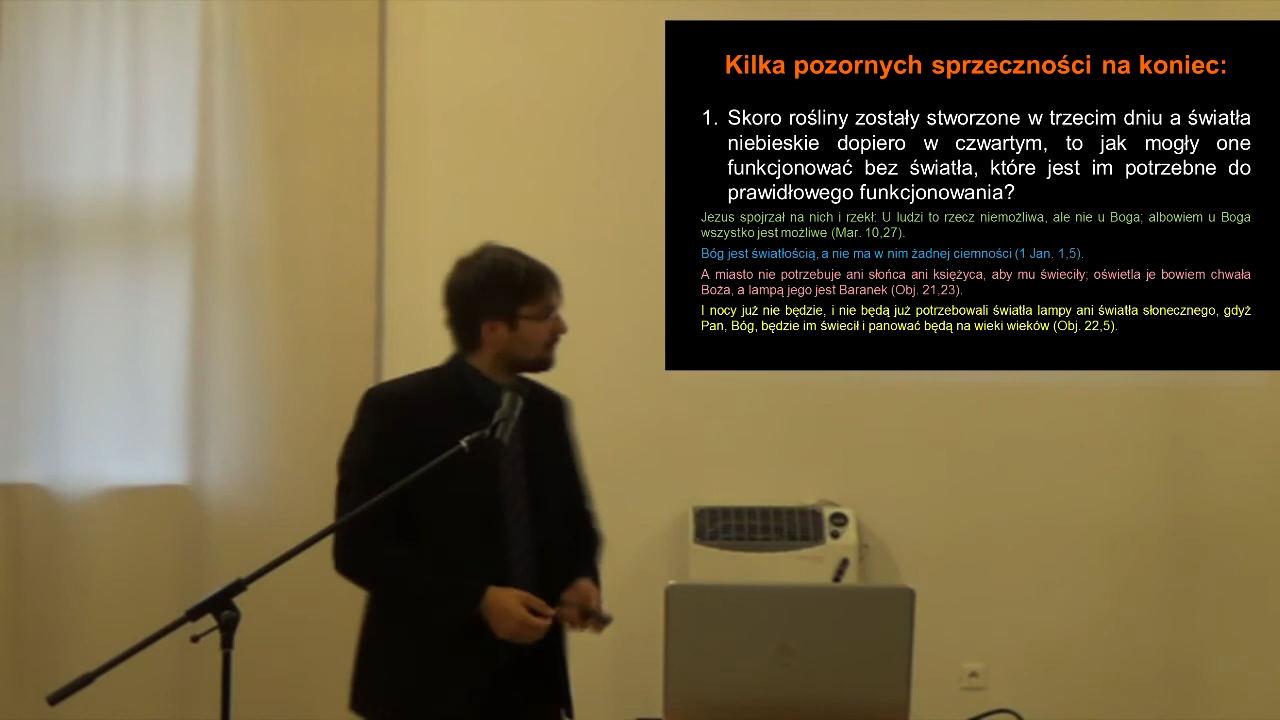 Kilka pozornych sprzeczności na koniec:
1. Skoro rośliny zostały stworzone w trzecim dniu a światła
niebieskie dopiero w czwartym, to jak mogły one
funkcjonować bez światła, które jest im potrzebne do
prawidłowego funkcjonowania?
Jezus spojrzał na nich i rzekł: U ludzi to rzecz niemożliwa, ale nie u Boga; albowiem u Boga
wszystko jest możliwe (Mar. 10,27).
Bóg jest światłością, a nie ma w nim żadnej ciemności (1 Jan. 1,5).
A miasto nie potrzebuje ani słońca ani księżyca, aby mu świeciły; oświetla je bowiem chwała
Boża, a lampą jego jest Baranek (Obj. 21,23).
I nocy już nie będzie, i nie będą już potrzebowali światła lampy ani światła słonecznego, gdyż
Pan, Bóg, będzie im świecił i panować będą na wieki wieków (Obj. 22,5).